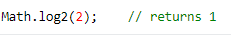 Math.log2(2);    // returns 1